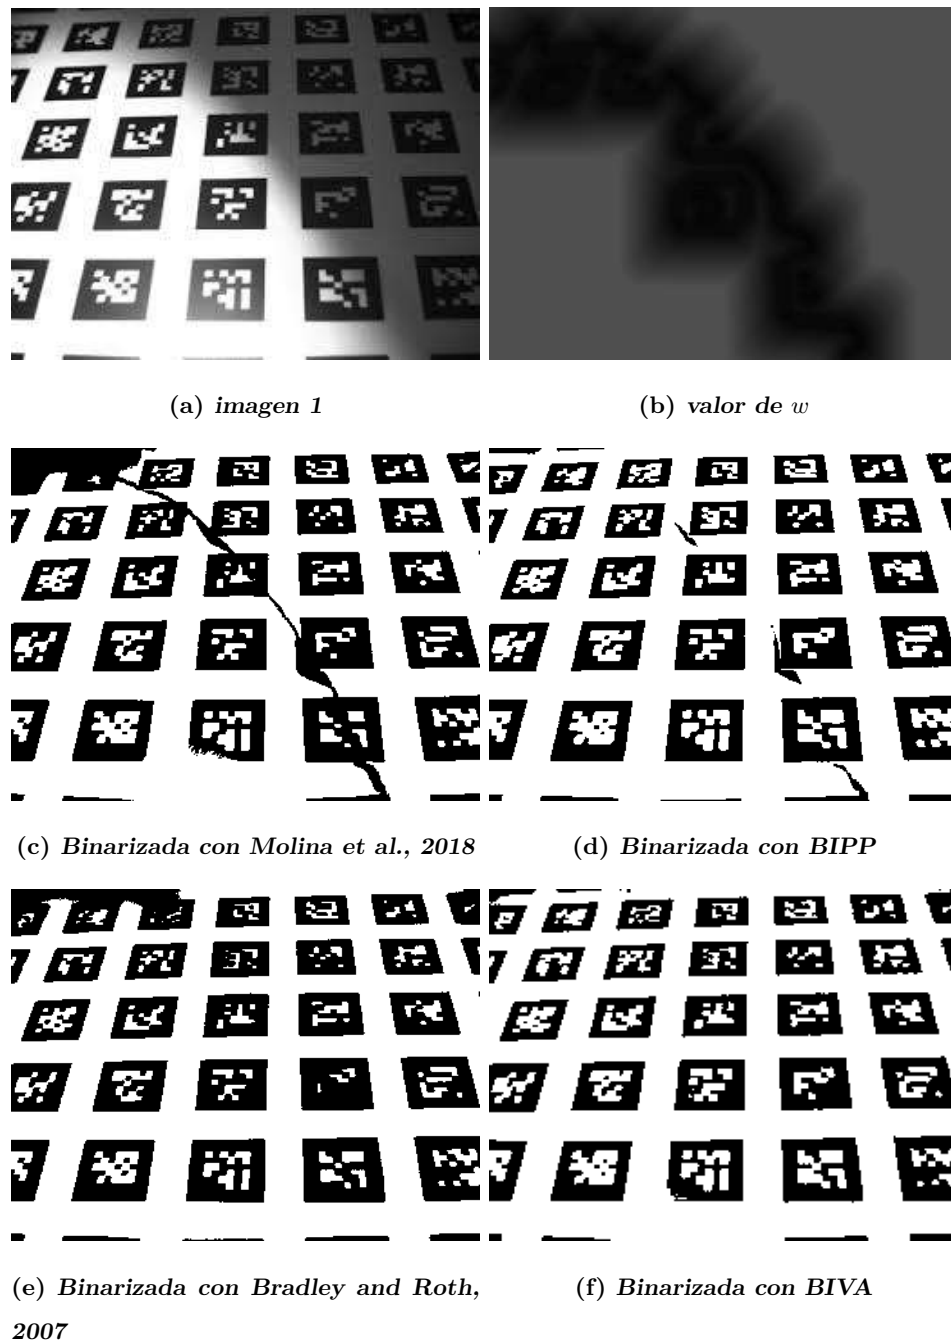 (a) imagen 1
(b) valor de w
(c) Binarizada con Molina et al., 2018
(d) Binarizada con BIPP
(e) Binarizada con Bradley and Roth,
2007
(f) Binarizada con BIVA